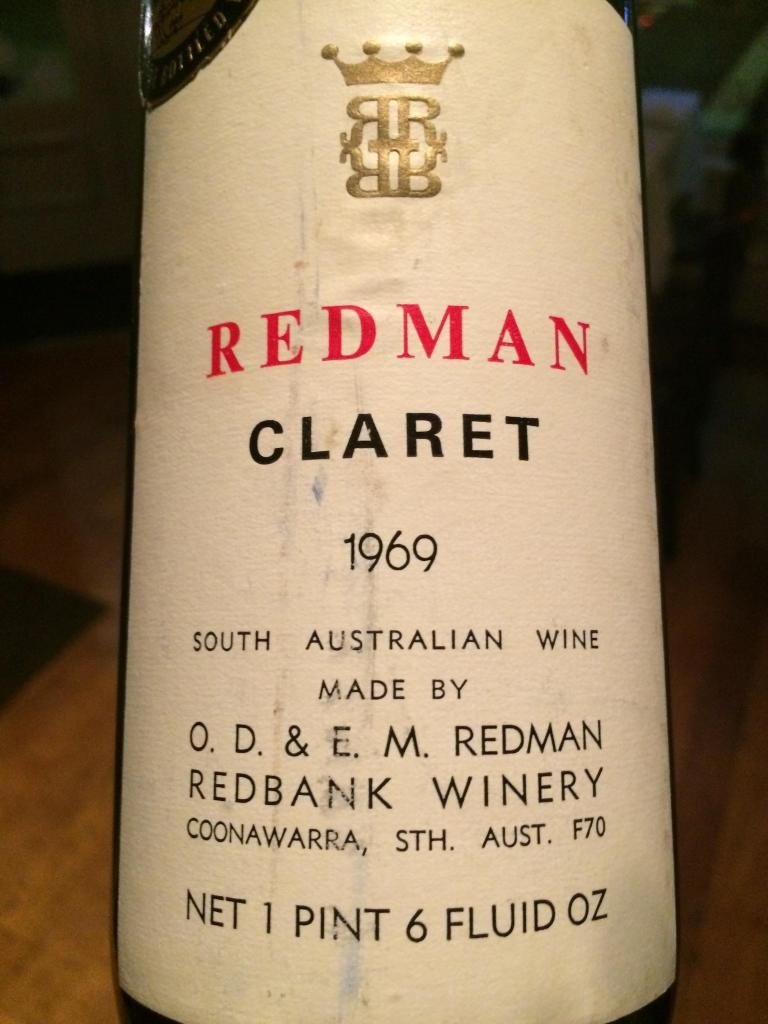 BOTTLED
REDMAN
CLARET
1969
SOUTH AUSTRALIAN WINE
MADE BY
O. D. & E. M. REDMAN
REDBANK WINERY
COONAWARRA, STH. AUST. F70
NET 1 PINT 6 FLUID OZ